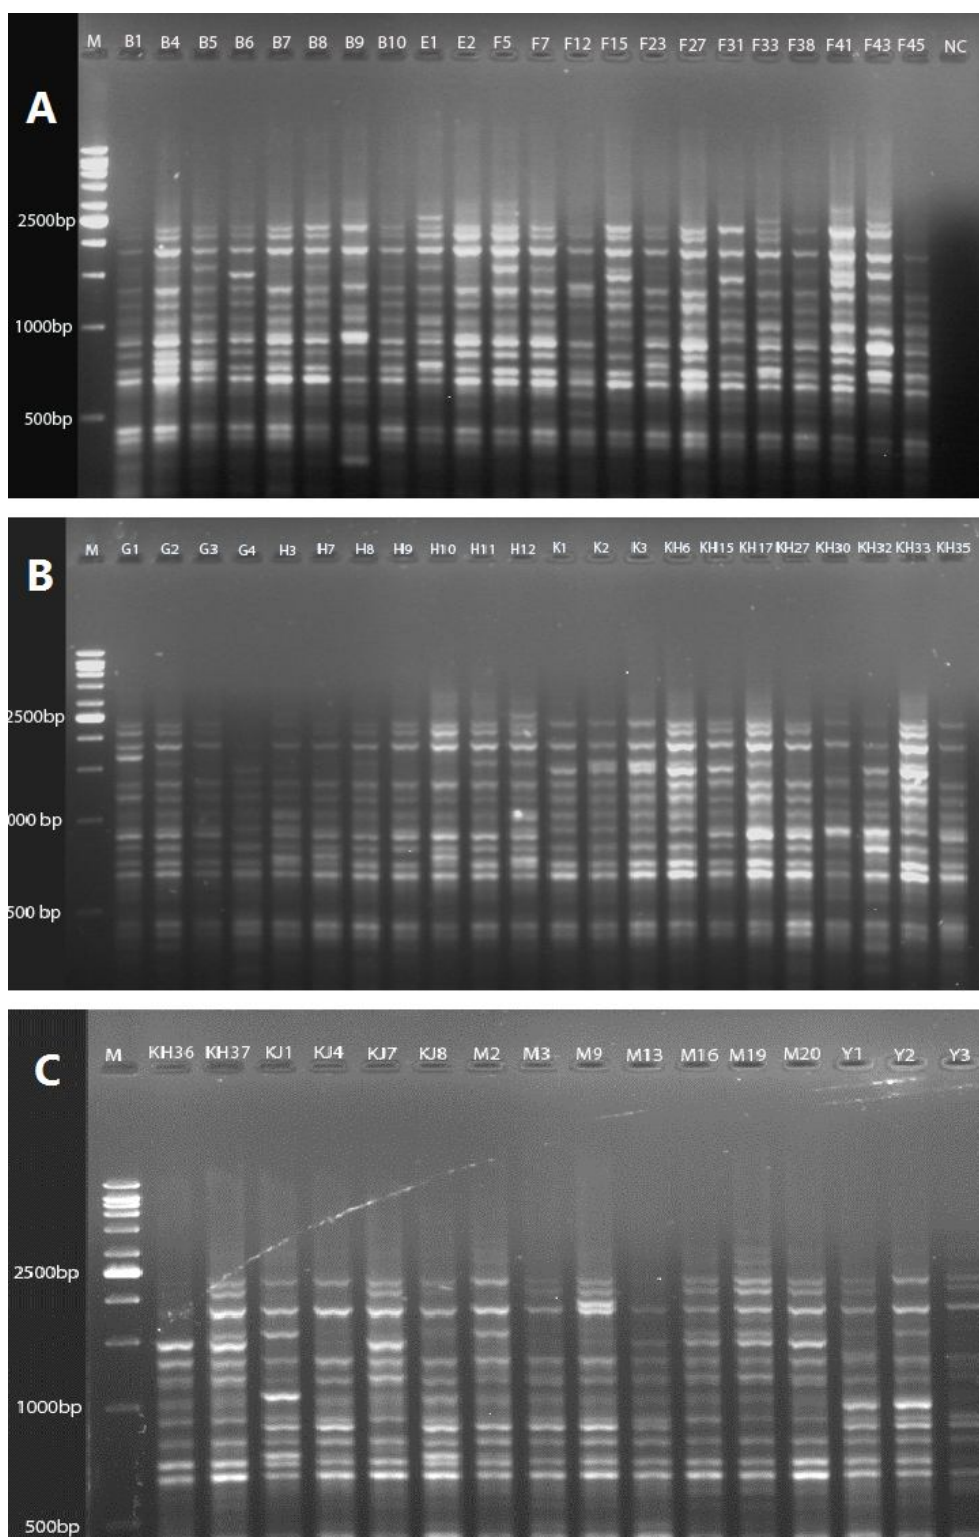 M B1 B4 B5 B6 B7 B8 B9 B10 E1 E2 F5 F7 F12 F15 F23 F27 F31 F33 F38 F41 F43 F45 NC
A
2500bp
1000bp
500bp
M G1 G2 G3 G4 H3 H7 H8 H9 H10 H11 H12 K1 K2 K3 KH6 KH15 KH17 KH27 KH30 KH32 KH33 KH35
B
2500bp
000 bp
500 bp
M KH36 KH37 KJ1 KJ4 KJ7 KJ8 M2 M3 M9 M13 M16 M19 M20 Y1 Y2 Y3
C
2500bp
1000bp
500bp